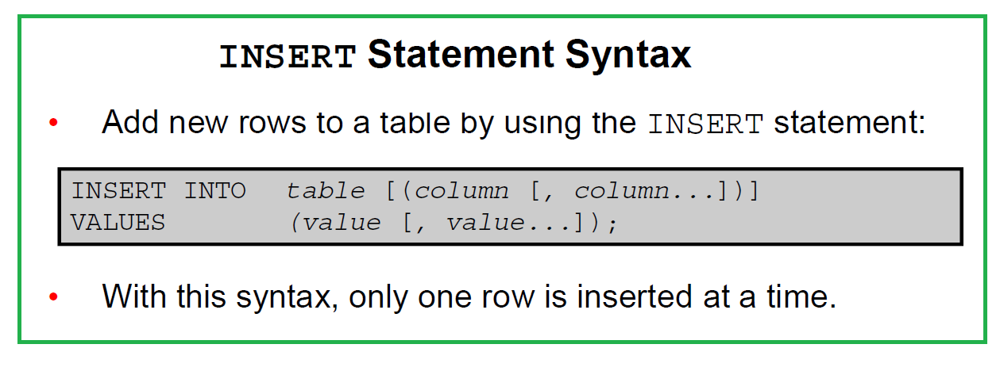 INSERT Statement Syntax
• Add new rows to a table by using the INSERT statement:
INSERT INTO table [(column [, column...])]
VALUES (value [, value...]);
• With this syntax, only one row is inserted at a time.